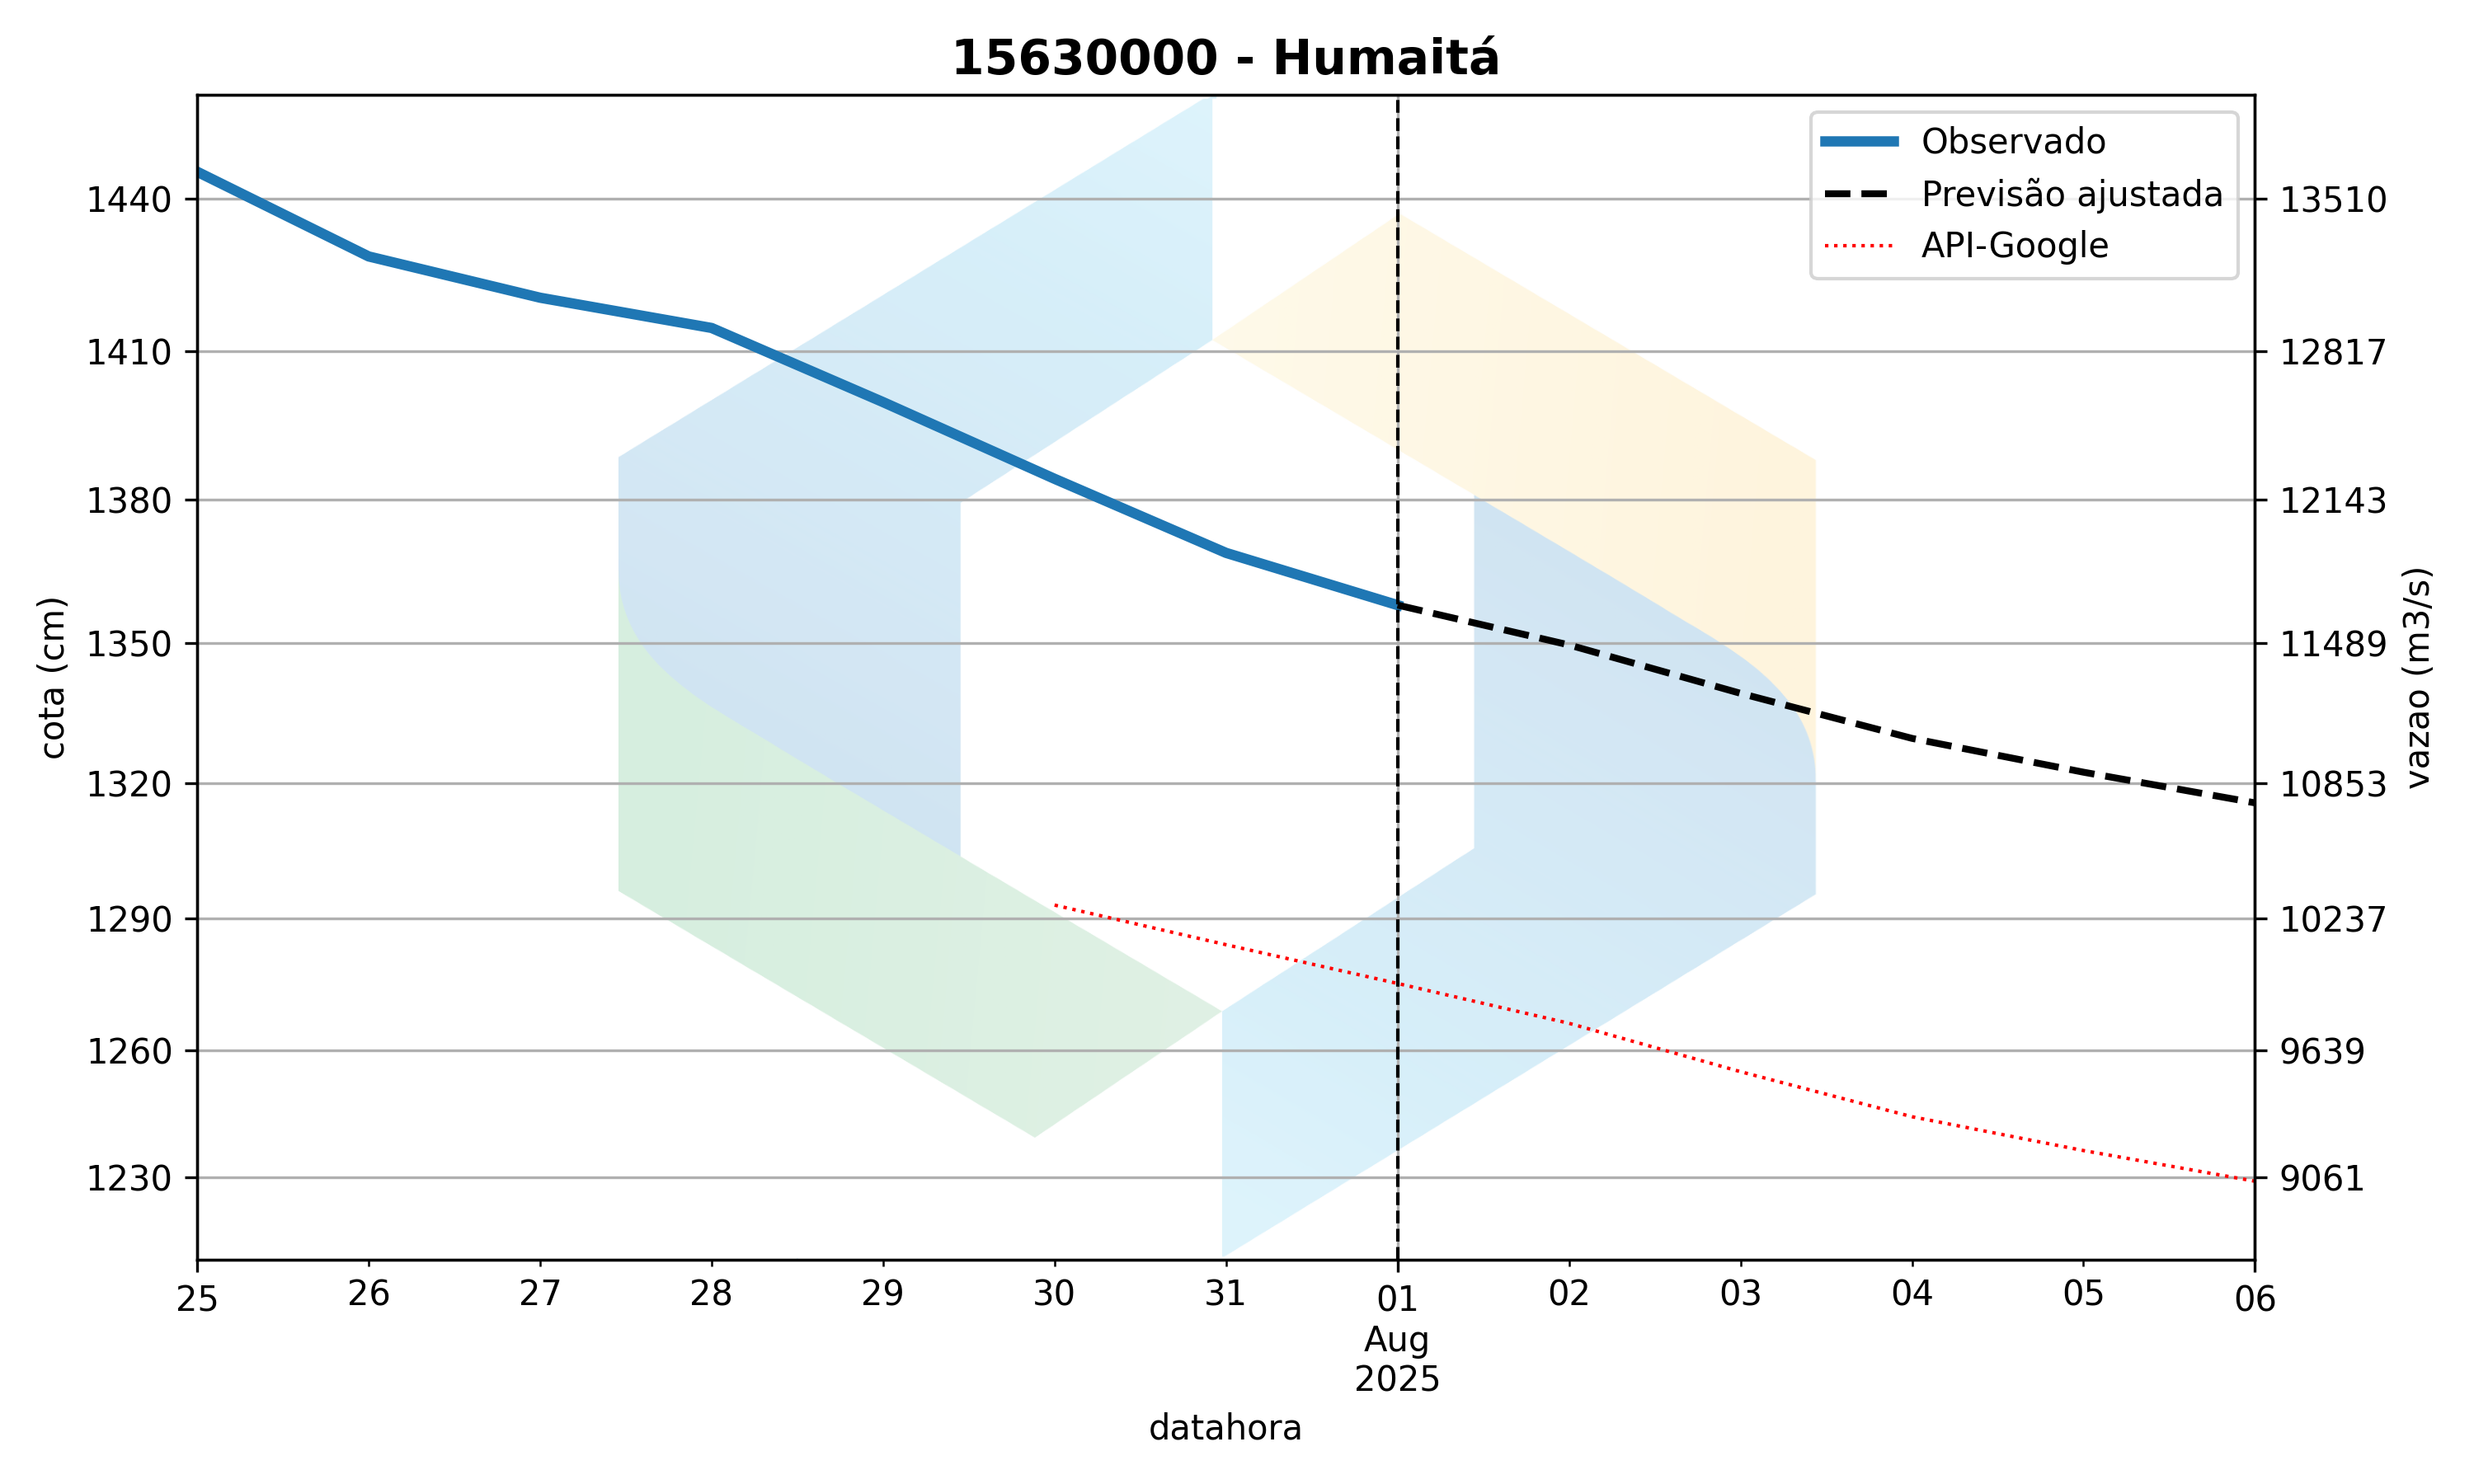 15630000 - Humaitá
Observado
Previsão ajustada
API-Google
1440
1410
1380
1350
1320
1290
1260
1230
cota (cm)
13510
12817
12143
11489
10853
10237
9639
9061
vazao (m3/s)
25 26 27 28 29 30 31 01 02 03 04 05 06
Aug
2025
datahora